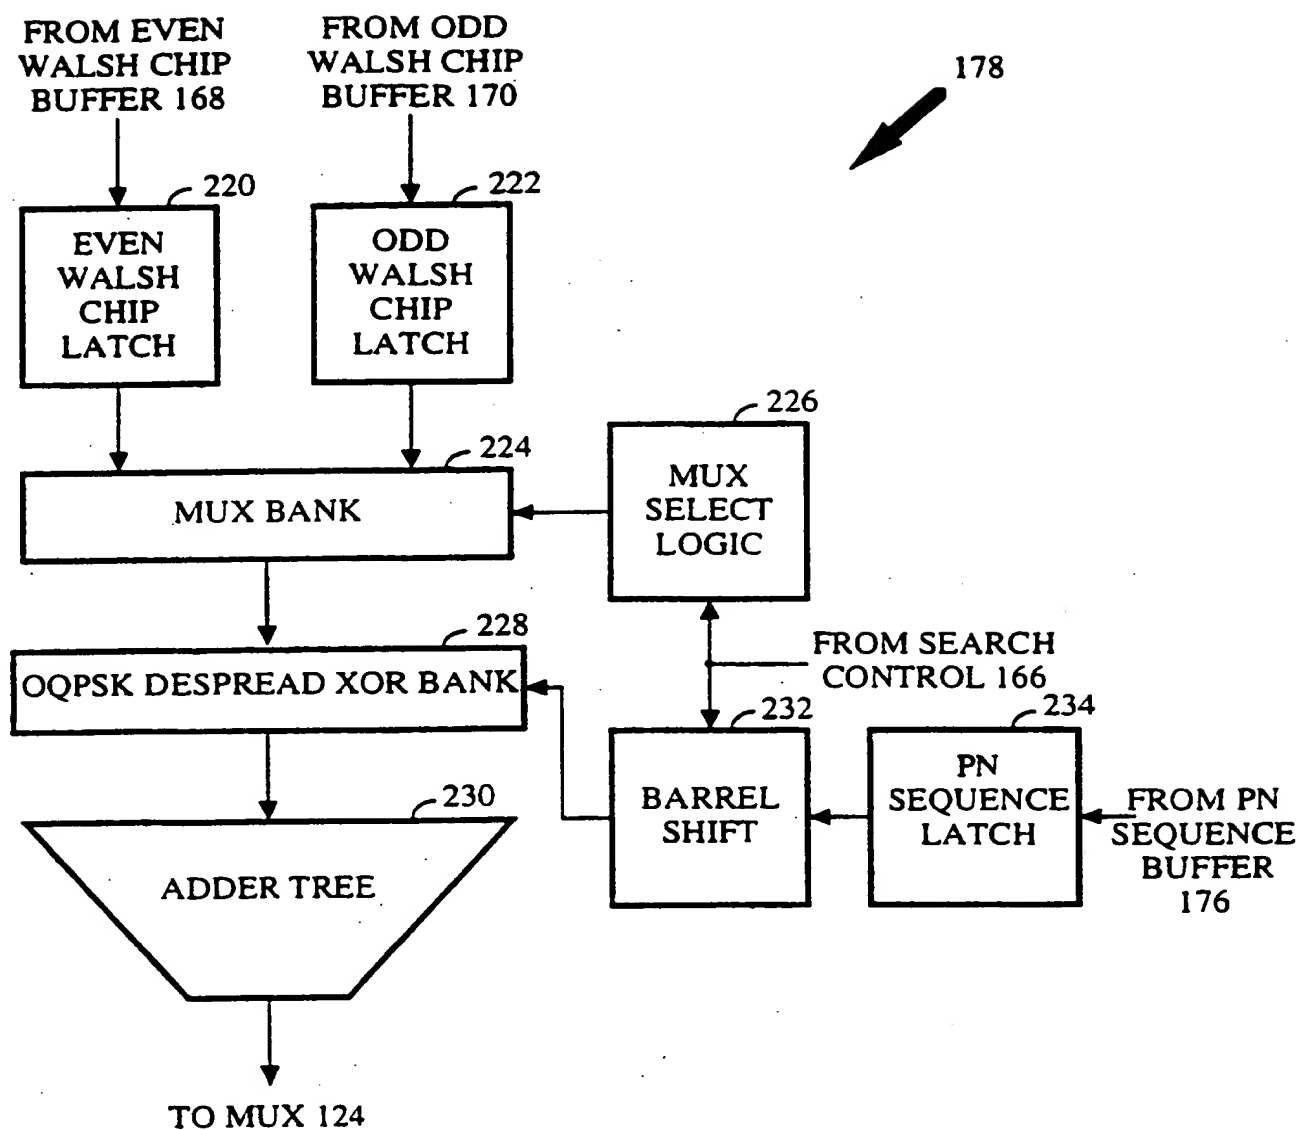 FROM EVEN
WALSH CHIP
BUFFER 168
FROM ODD
WALSH CHIP
BUFFER 170
178
220
EVEN
WALSH
CHIP
LATCH
222
ODD
WALSH
CHIP
LATCH
226
MUX
SELECT
LOGIC
224
MUX BANK
228
OQPSK DESPREAD XOR BANK
FROM SEARCH
CONTROL 166
232
BARREL
SHIFT
234
PN
SEQUENCE
LATCH
FROM PN
SEQUENCE
BUFFER
176
230
ADDER TREE
TO MUX 124